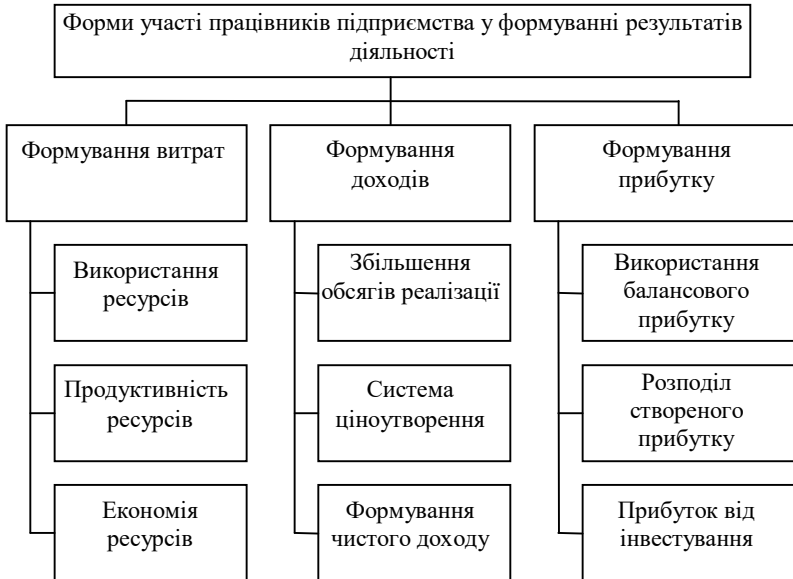 Форми участі працівників підприємства у формуванні результатів
діяльності
Формування витрат
Формування
доходів
Формування
прибутку
Використання
ресурсів
Збільшення
обсягів реалізації
Використання
балансового
прибутку
Продуктивність
ресурсів
Система
ціноутворення
Розподіл
створеного
прибутку
Економія
ресурсів
Формування
чистого доходу
Прибуток від
інвестування